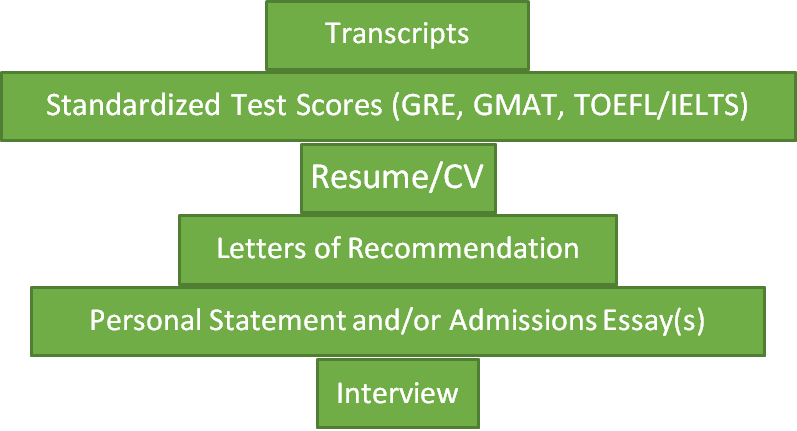 Transcripts
Standardized Test Scores (GRE, GMAT, TOEFL/IELTS)
Resume/CV
Letters of Recommendation
Personal Statement and/or Admissions Essay(s)
Interview